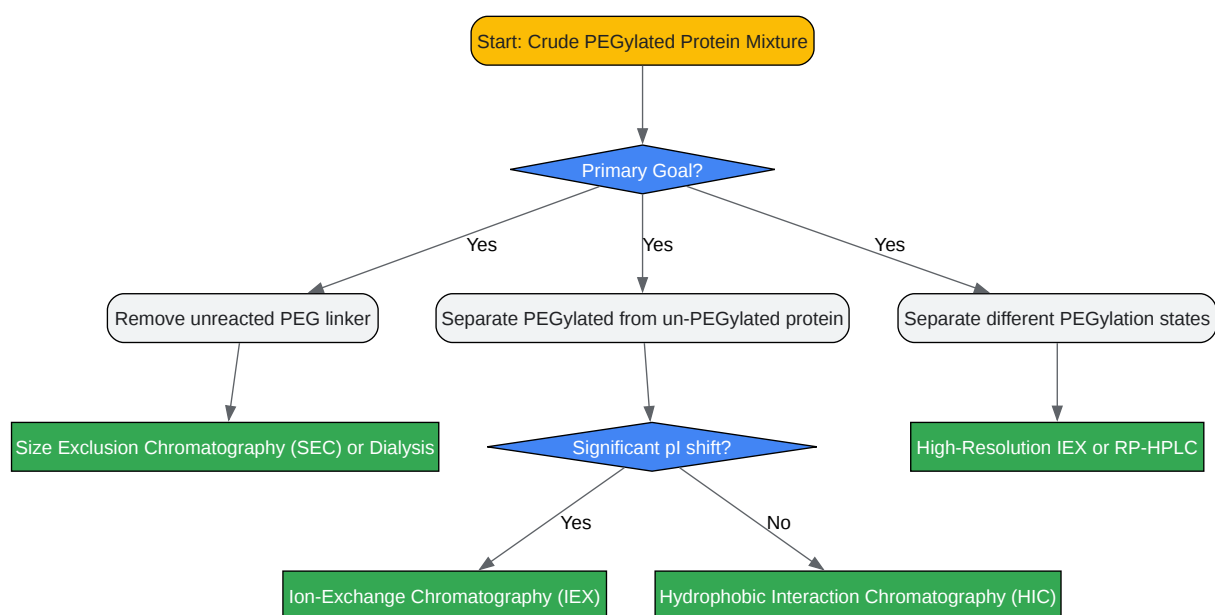 Start: Crude PEGylated Protein Mixture
Primary Goal?
Yes
Yes
Yes
Remove unreacted PEG linker
Separate PEGylated from un-PEGylated protein
Separate different PEGylation states
Size Exclusion Chromatography (SEC) or Dialysis
Significant pI shift?
High-Resolution IEX or RP-HPLC
Yes
No
Ion-Exchange Chromatography (IEX)
Hydrophobic Interaction Chromatography (HIC)